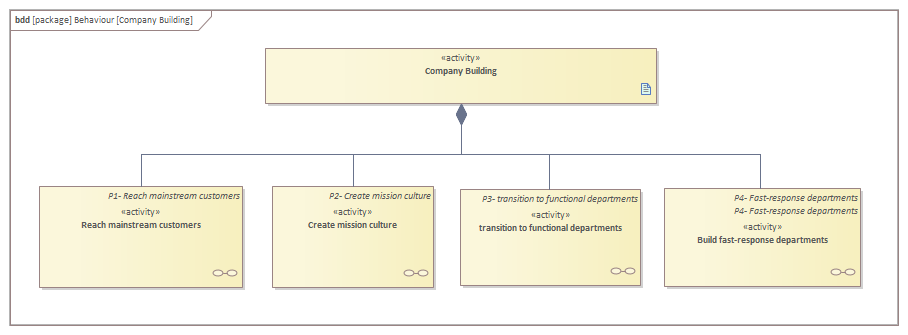 bdd [package] Behaviour [Company Building]
«activity»
Company Building
P1- Reach mainstream customers
«activity»
Reach mainstream customers
P2- Create mission culture
«activity»
Create mission culture
P3- transition to functional departments
«activity»
transition to functional departments
P4- Fast-response departments
P4- Fast-response departments
«activity»
Build fast-response departments